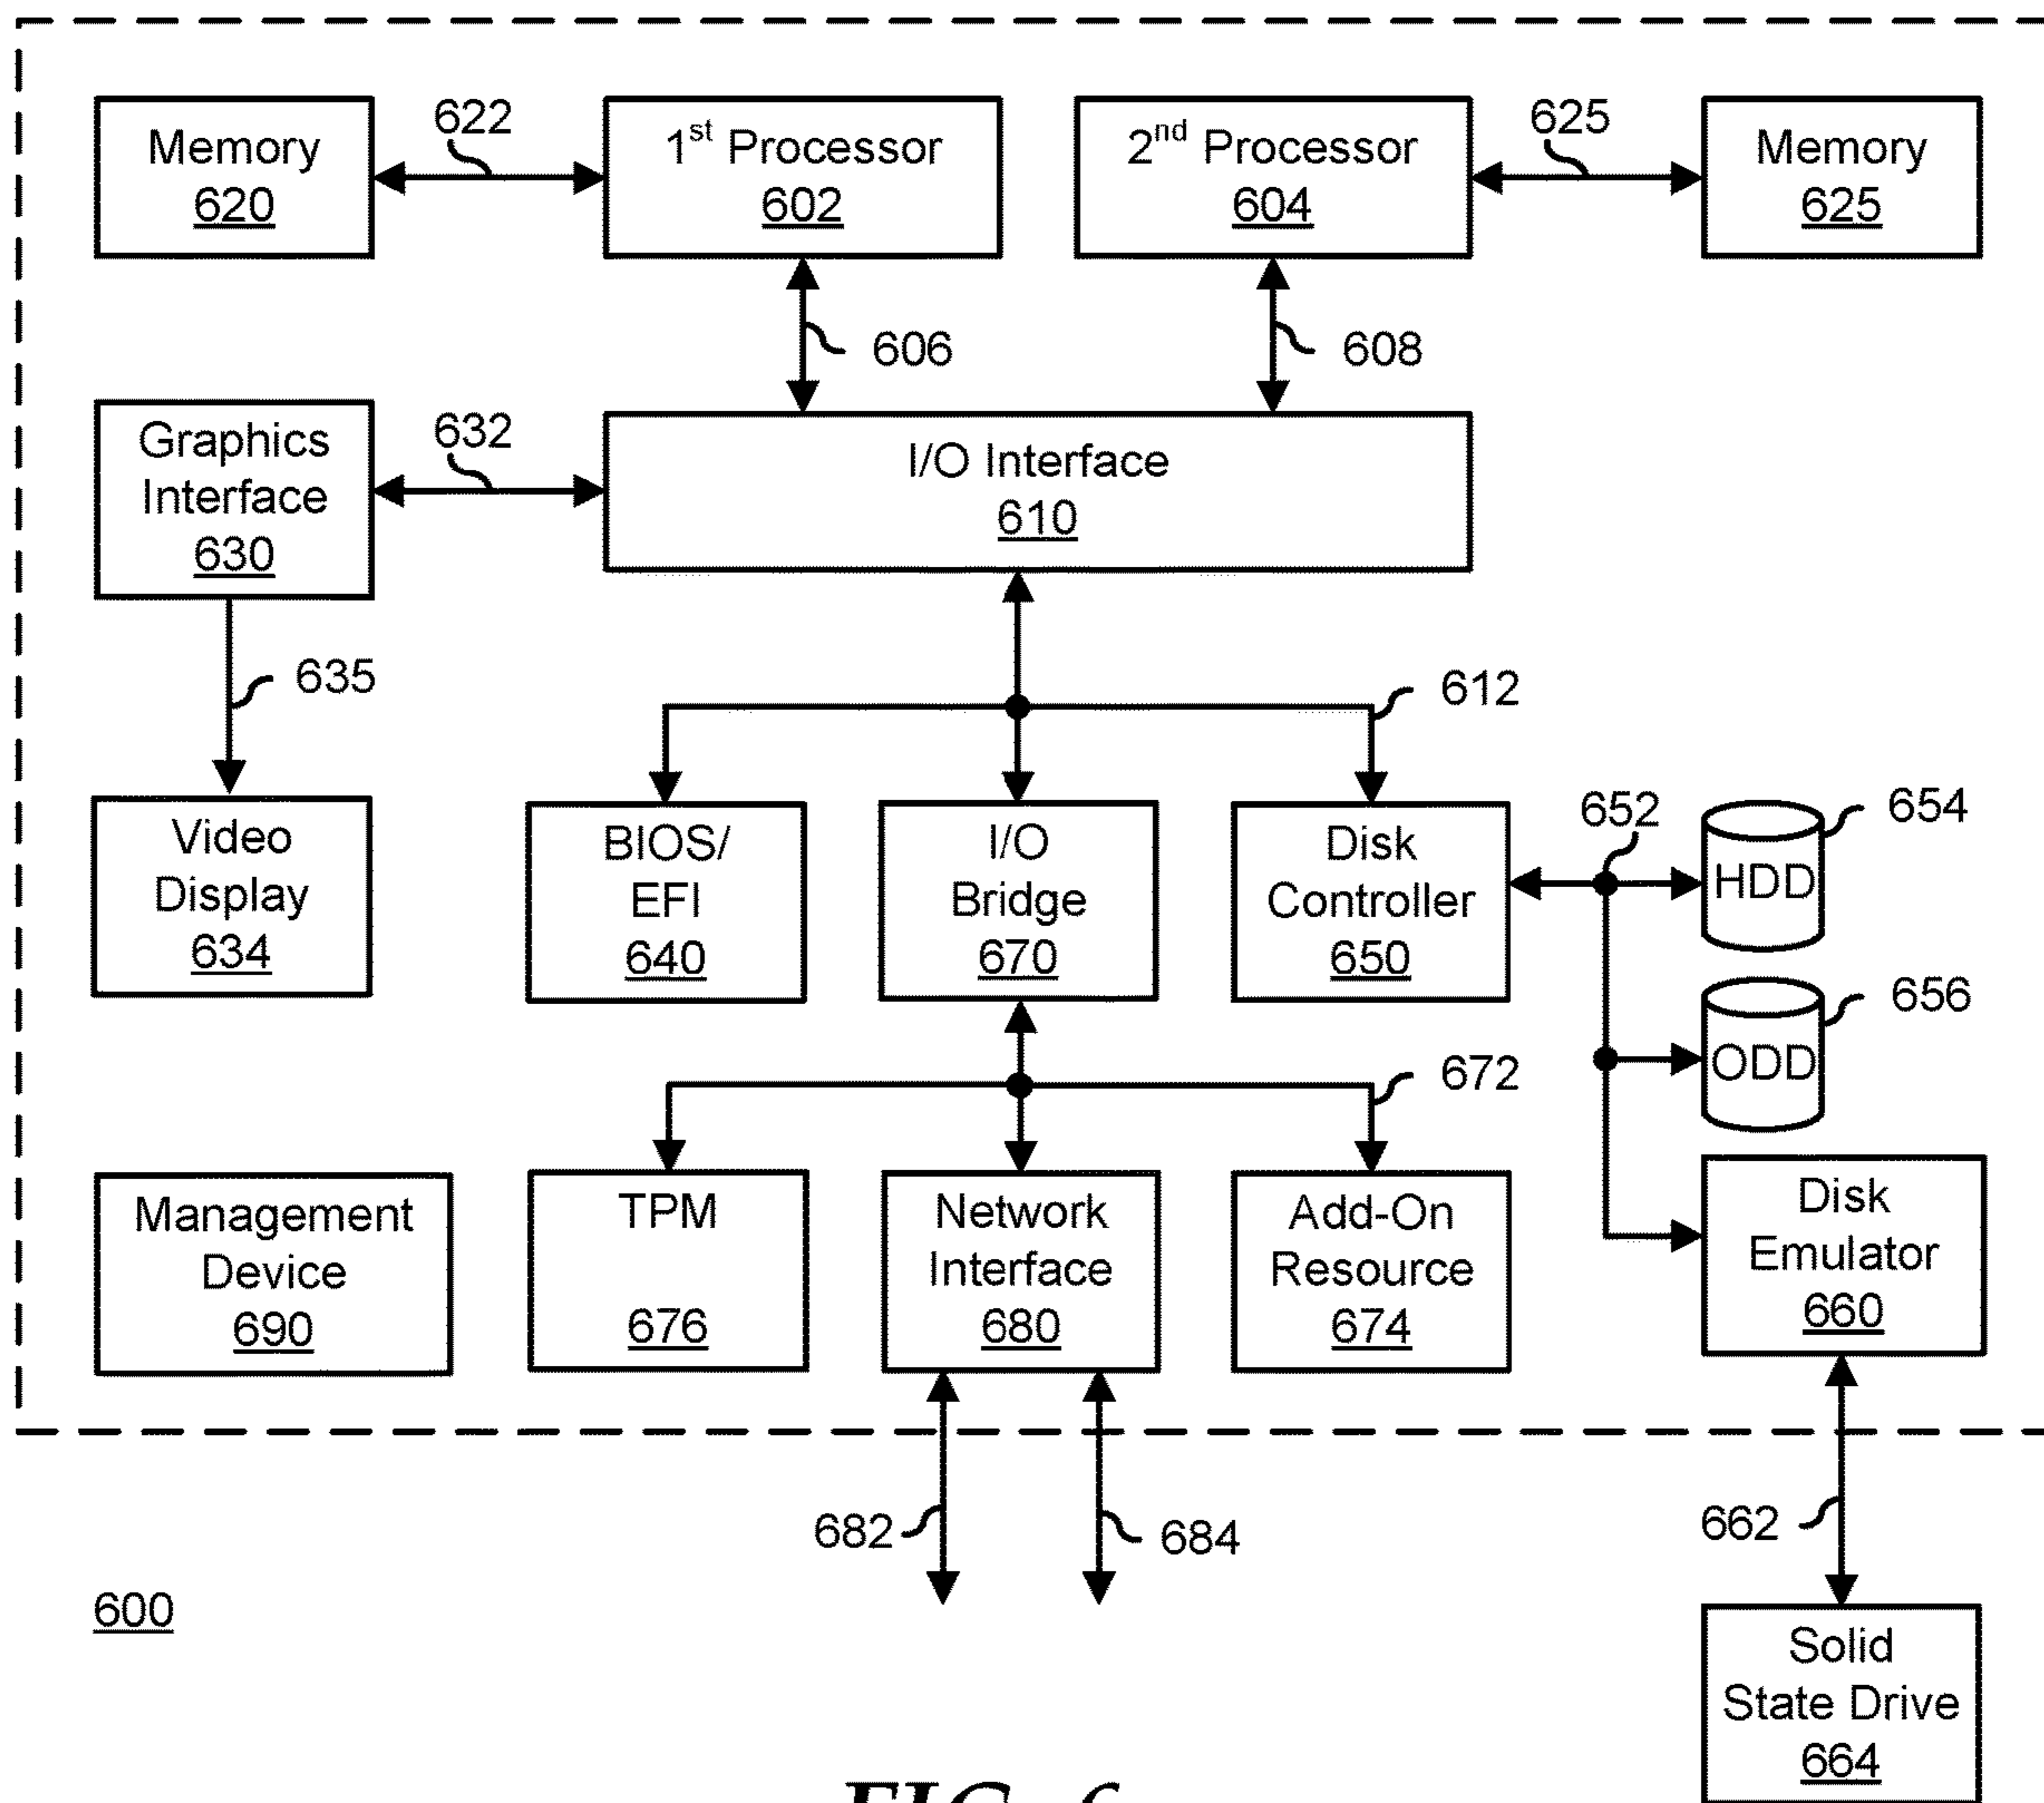 Memory
620
622
1st Processor
602
2nd Processor
604
625
Memory
625
606
608
Graphics
Interface
630
632
I/O Interface
610
635
612
Video
Display
634
BIOS/
EFI
640
I/O
Bridge
670
Disk
Controller
650
652
654
HDD
656
ODD
672
Management
Device
690
TPM
676
Network
Interface
680
Add-On
Resource
674
Disk
Emulator
660
682
684
662
600
Solid
State Drive
664
FIG. 6